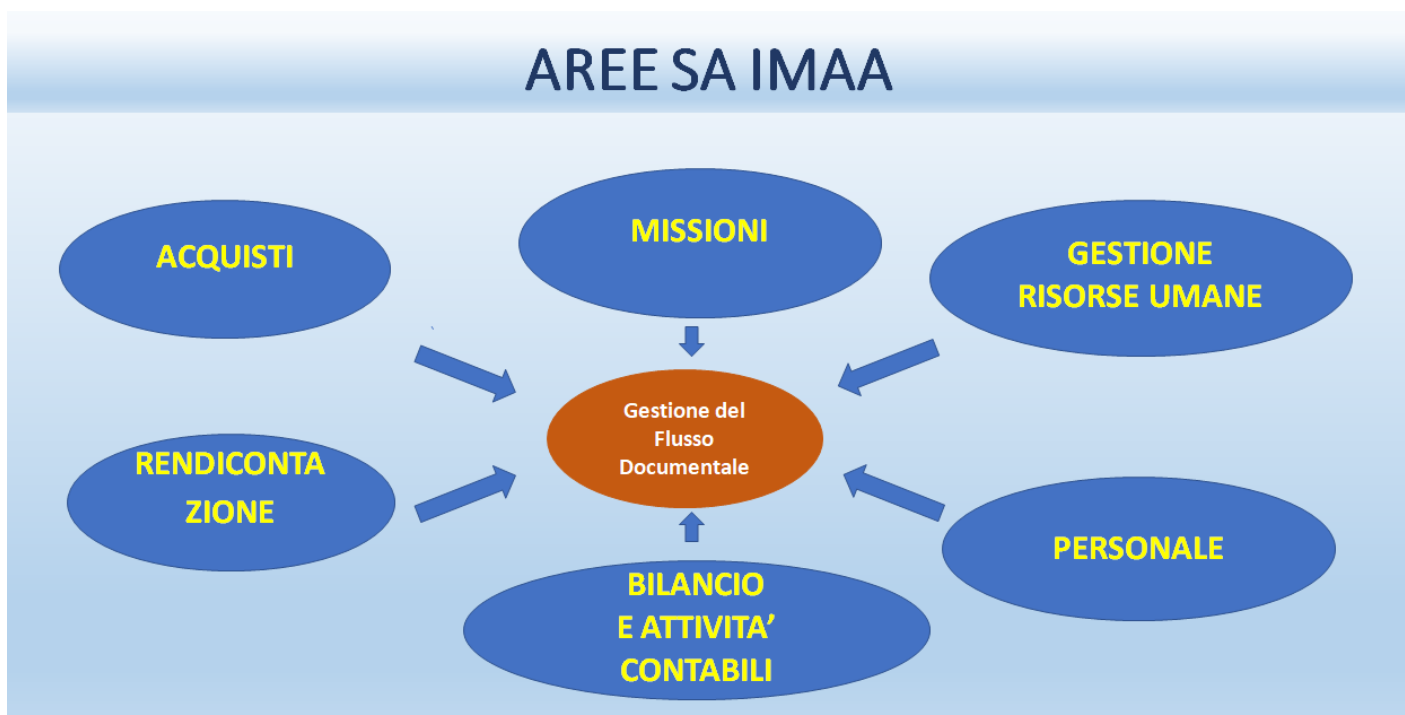 AREE SA IMAA
ACQUISTI
MISSIONI
GESTIONE
RISORSE UMANE
Gestione del
Flusso
Documentale
RENDICONTA
ZIONE
PERSONALE
BILANCIO
E ATTIVITA’
CONTABILI